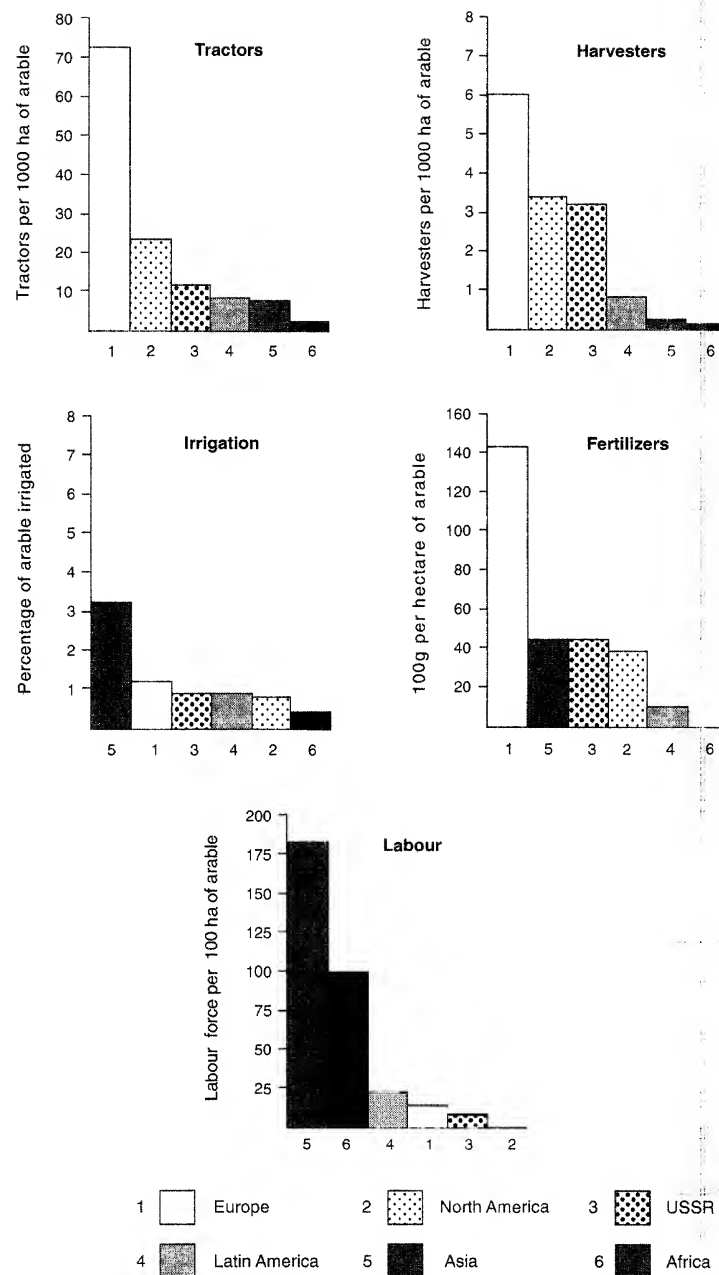 Tractors
Tractors per 1000 ha of arable
80
70
60
50
40
30
20
10
1 2 3 4 5 6
Harvesters
Harvesters per 1000 ha of arable
8
7
6
5
4
3
2
1
1 2 3 4 5 6
Irrigation
Percentage of arable irrigated
8
7
6
5
4
3
2
1
5 1 3 4 2 6
Fertilizers
100g per hectare of arable
160
140
120
100
80
60
40
20
1 5 3 2 4 6
Labour
Labour force per 100 ha of arable
200
175
150
125
100
75
50
25
5 6 4 1 3 2
1 Europe 2 North America 3 USSR
4 Latin America 5 Asia 6 Africa